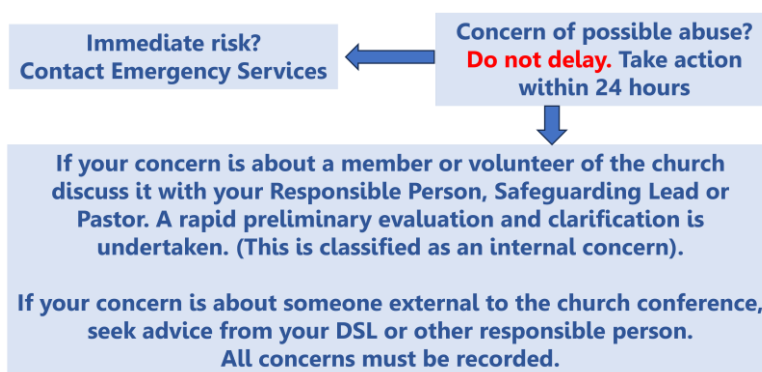 Immediate risk?
Contact Emergency Services
Concern of possible abuse?
Do not delay. Take action
within 24 hours
If your concern is about a member or volunteer of the church
discuss it with your Responsible Person, Safeguarding Lead or
Pastor. A rapid preliminary evaluation and clarification is
undertaken. (This is classified as an internal concern).
If your concern is about someone external to the church conference,
seek advice from your DSL or other responsible person.
All concerns must be recorded.